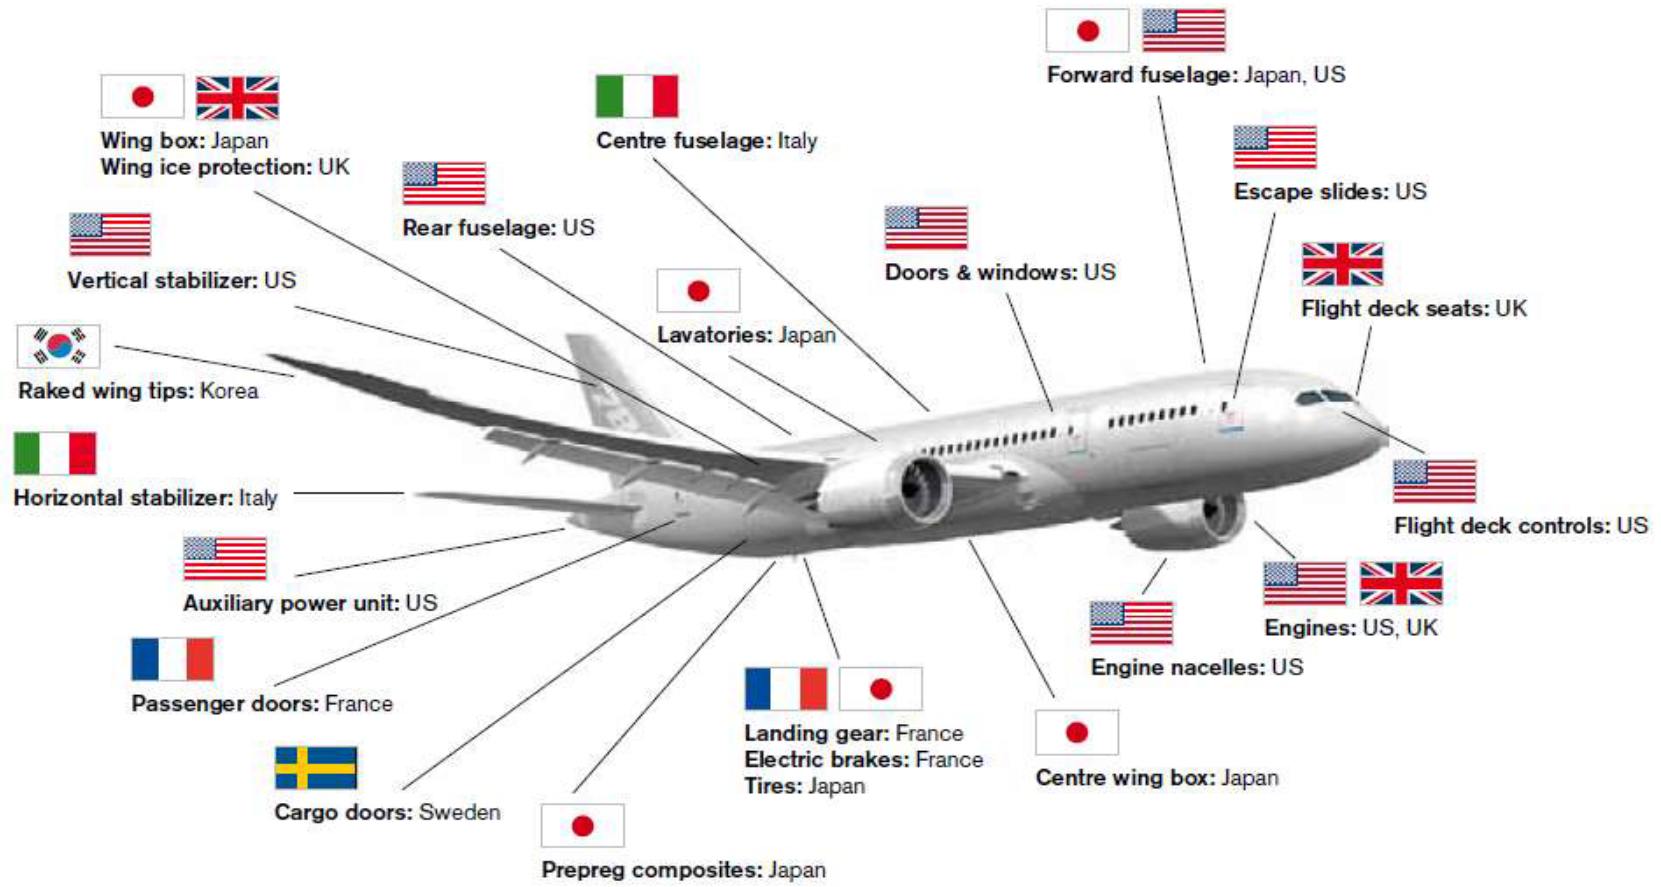 Forward fuselage: Japan, US
Wing box: Japan
Wing ice protection: UK
Centre fuselage: Italy
Escape slides: US
Rear fuselage: US
Doors & windows: US
Vertical stabilizer: US
Flight deck seats: UK
Lavatories: Japan
Raked wing tips: Korea
Horizontal stabilizer: Italy
Flight deck controls: US
Auxiliary power unit: US
Engines: US, UK
Engine nacelles: US
Passenger doors: France
Landing gear: France
Electric brakes: France
Tires: Japan
Centre wing box: Japan
Cargo doors: Sweden
Prepreg composites: Japan